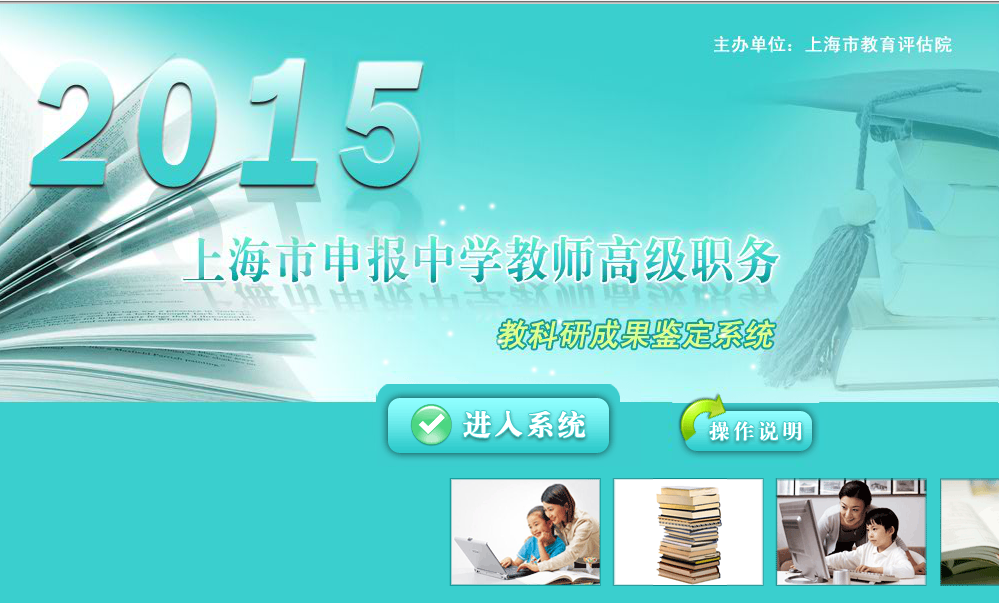 主办单位：上海市教育评估院
2015
上海市申报中学教师高级职务
教科研成果鉴定系统
进入系统
操作说明